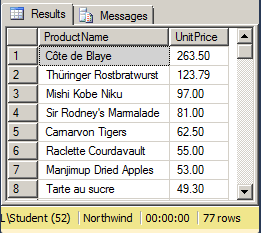 Results Messages
ProductName UnitPrice
1 Côte de Blaye 263.50
2 Thüringer Rostbratwurst 123.79
3 Mishi Kobe Niku 97.00
4 Sir Rodney's Marmalade 81.00
5 Carnarvon Tigers 62.50
6 Raclette Courdavault 55.00
7 Manjimup Dried Apples 53.00
8 Tarte au sucre 49.30
L\Student (52) Northwind 00:00:00 77 rows